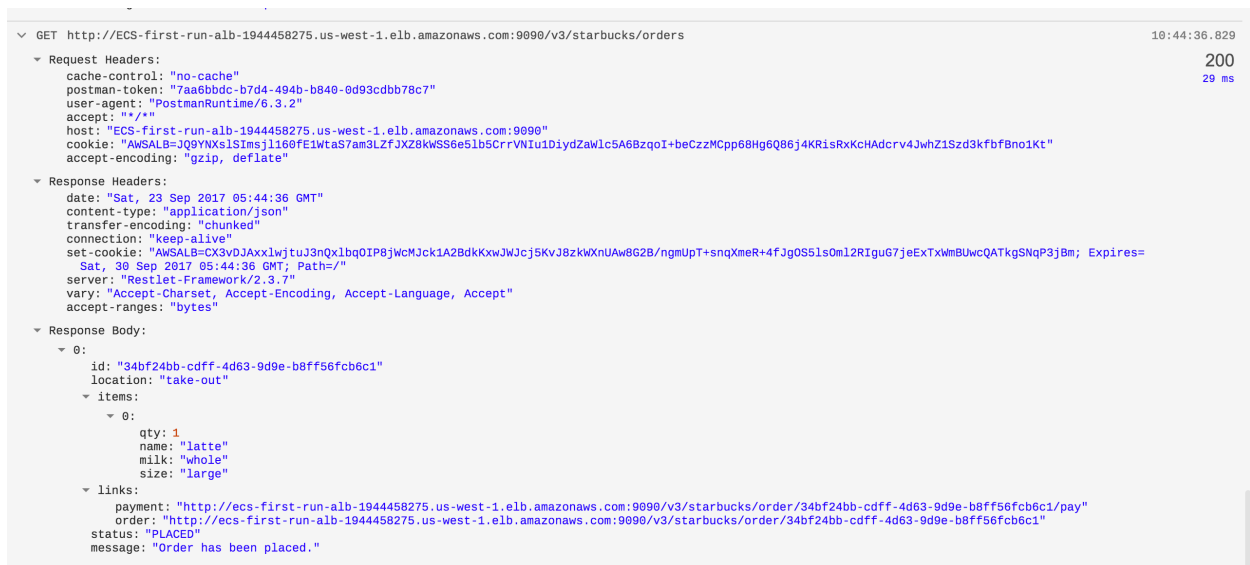 GET http://ECS-first-run-alb-1944458275.us-west-1.elb.amazonaws.com:9090/v3/starbucks/orders 10:44:36.829
Request Headers: 200
cache-control: "no-cache" 29 ms
postman-token: "7aa6bbdc-b7d4-494b-b840-0d93cdbb78c7"
user-agent: "PostmanRuntime/6.3.2"
accept: "*/*"
host: "ECS-first-run-alb-1944458275.us-west-1.elb.amazonaws.com:9090"
cookie: "AWSALB=JQ9YNXslSImsjl160fE1WtaS7am3LZfJXZ8kWSS6e5lb5CrrVNIu1DiydZaWlc5A6BzqoI+beCzzMCpp68Hg6Q86j4KRisRxKcHAdcrv4JwhZ1Szd3kfbfBno1Kt"
accept-encoding: "gzip, deflate"
Response Headers:
date: "Sat, 23 Sep 2017 05:44:36 GMT"
content-type: "application/json"
transfer-encoding: "chunked"
connection: "keep-alive"
set-cookie: "AWSALB=CX3vDJAxxlwjtuJ3nQxlbqOIP8jWcMJck1A2BdkKxwJWJcj5KvJ8zkWXnUAw8G2B/ngmUpT+snqXmeR+4fJgOS5lsOml2RIguG7jeExTxWmBUwcQATkgSNqP3jBm; Expires=
Sat, 30 Sep 2017 05:44:36 GMT; Path=/"
server: "Restlet-Framework/2.3.7"
vary: "Accept-Charset, Accept-Encoding, Accept-Language, Accept"
accept-ranges: "bytes"
Response Body:
0:
id: "34bf24bb-cdff-4d63-9d9e-b8ff56fcb6c1"
location: "take-out"
items:
0:
qty: 1
name: "latte"
milk: "whole"
size: "large"
links:
payment: "http://ecs-first-run-alb-1944458275.us-west-1.elb.amazonaws.com:9090/v3/starbucks/order/34bf24bb-cdff-4d63-9d9e-b8ff56fcb6c1/pay"
order: "http://ecs-first-run-alb-1944458275.us-west-1.elb.amazonaws.com:9090/v3/starbucks/order/34bf24bb-cdff-4d63-9d9e-b8ff56fcb6c1"
status: "PLACED"
message: "Order has been placed."